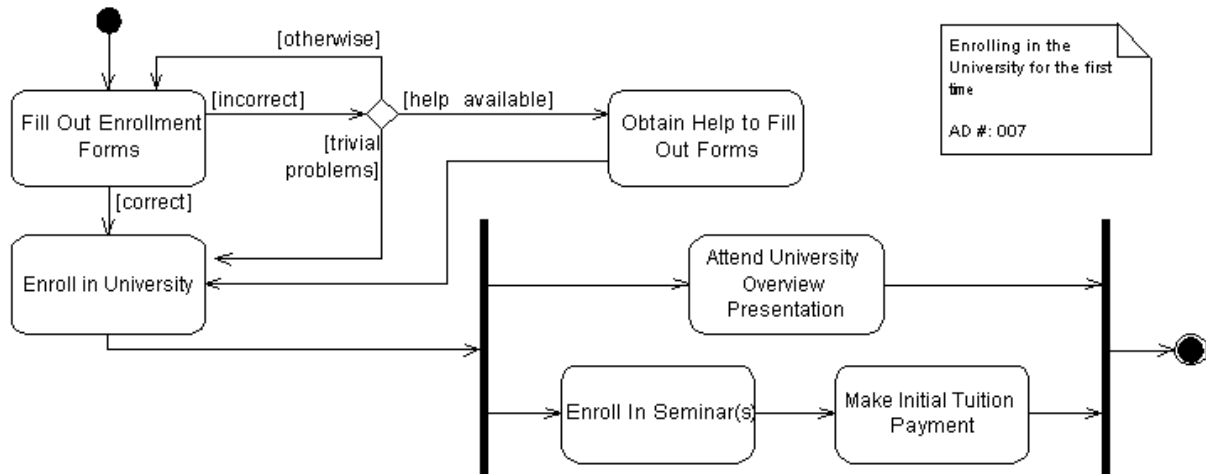 [otherwise]
Enrolling in the
University for the first
time
AD #: 007
[incorrect]
[help available]
Fill Out Enrollment
Forms
[trivial
problems]
Obtain Help to Fill
Out Forms
[correct]
Enroll in University
Attend University
Overview
Presentation
Enroll In Seminar(s)
Make Initial Tuition
Payment